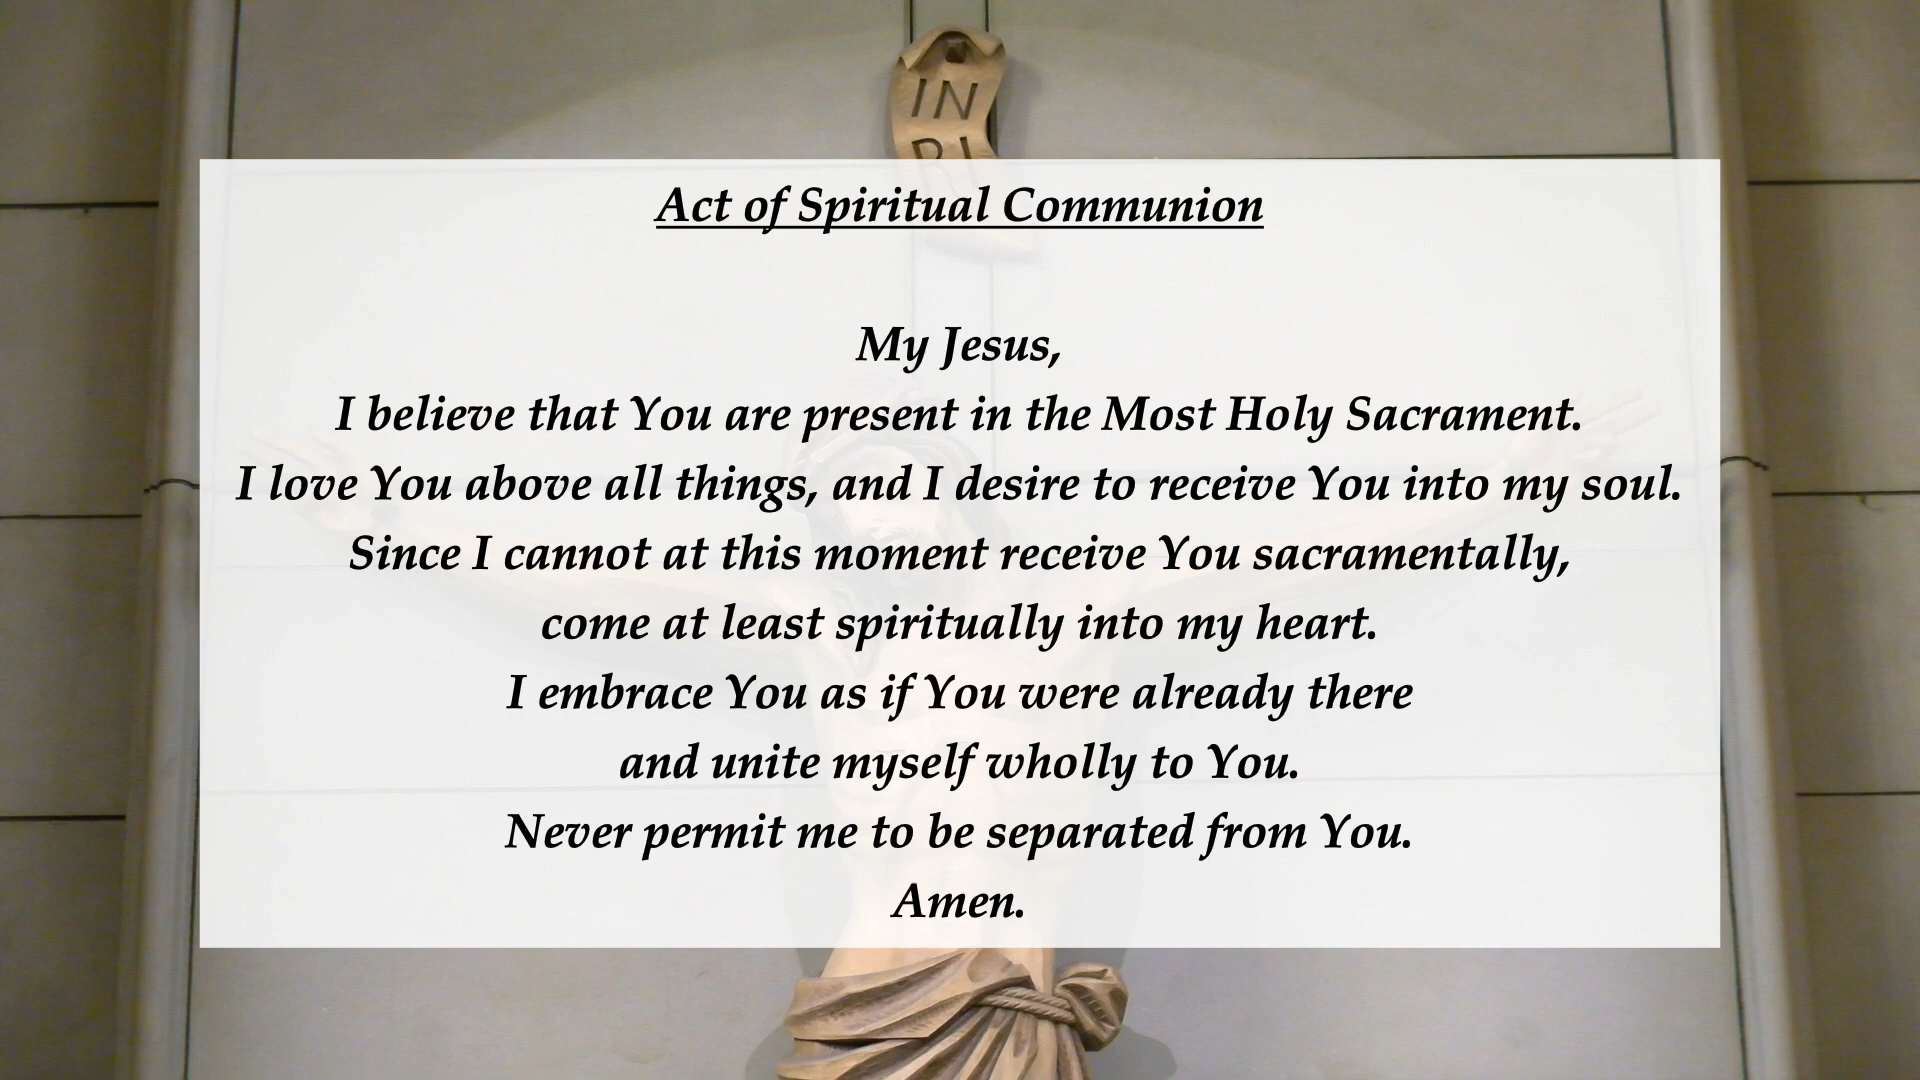 IN
RI
Act of Spiritual Communion
My Jesus,
I believe that You are present in the Most Holy Sacrament.
I love You above all things, and I desire to receive You into my soul.
Since I cannot at this moment receive You sacramentally,
come at least spiritually into my heart.
I embrace You as if You were already there
and unite myself wholly to You.
Never permit me to be separated from You.
Amen.